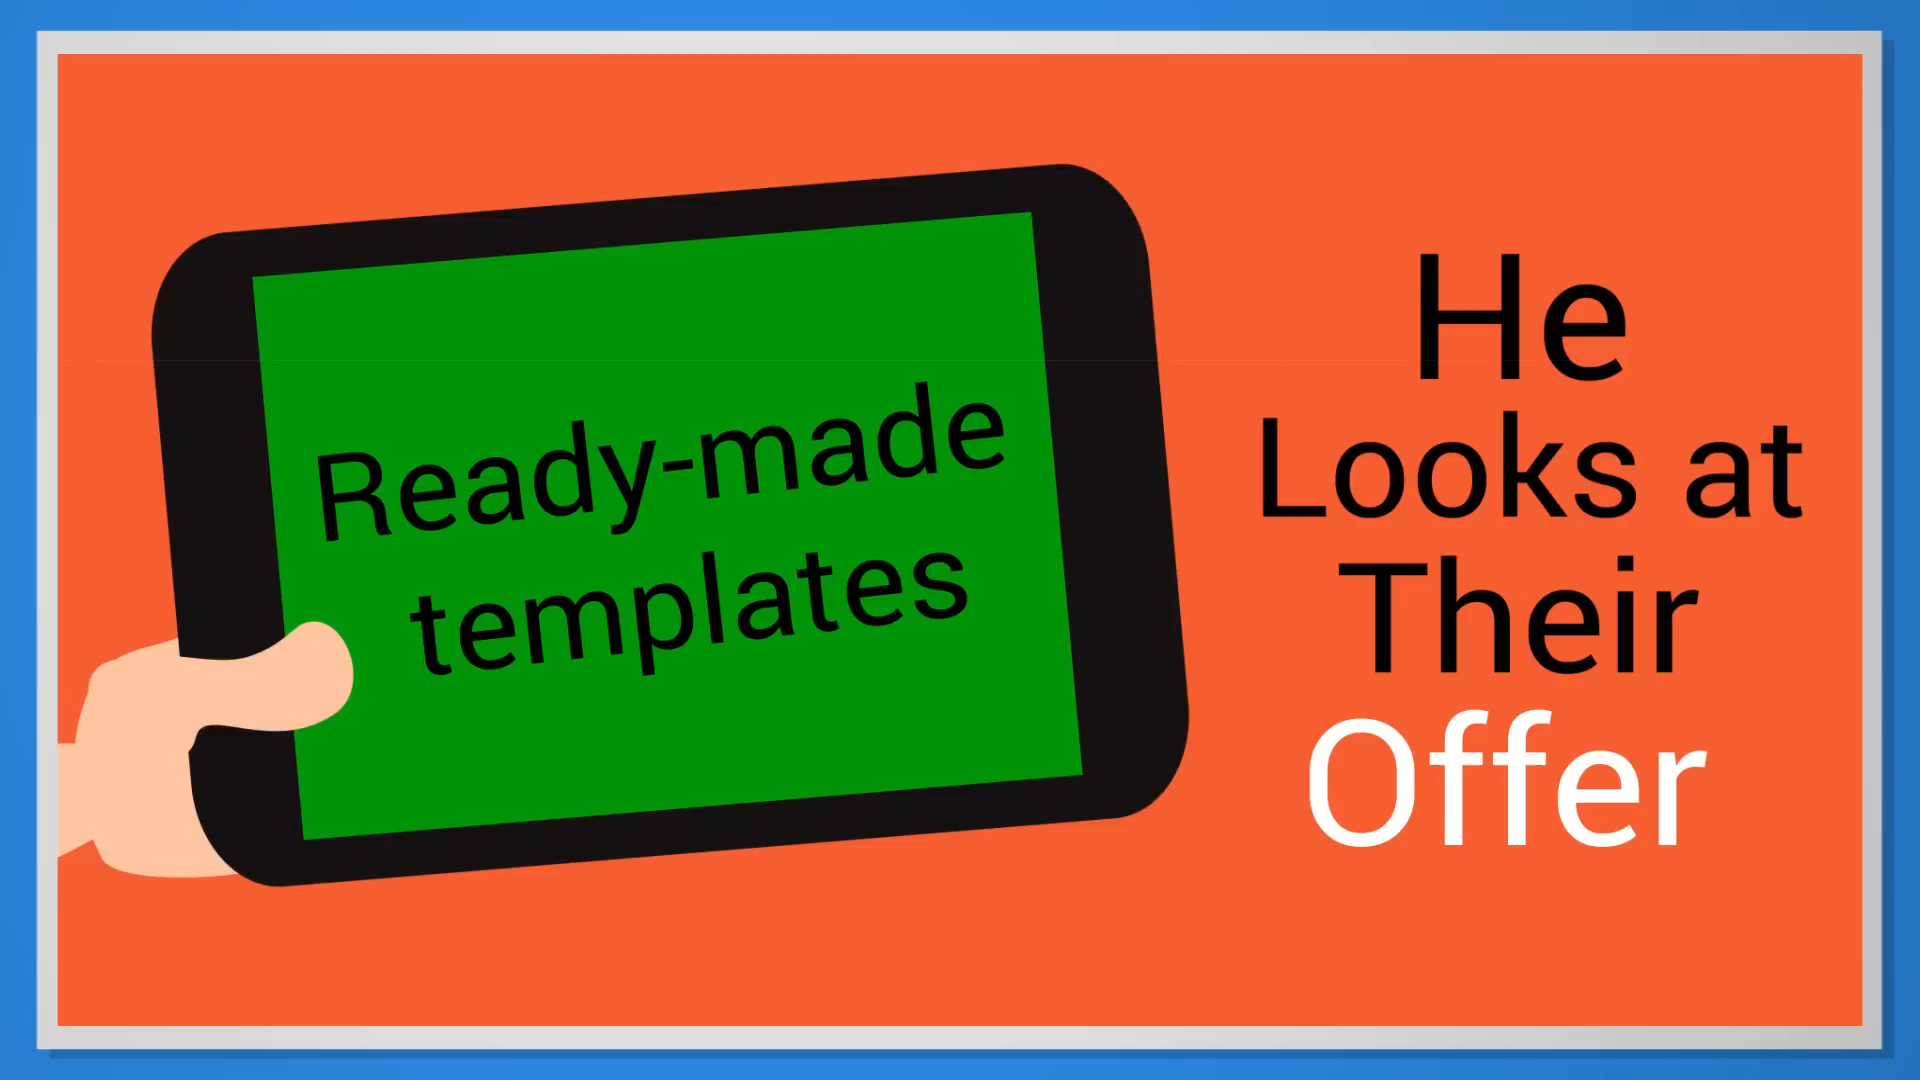 Ready-made
templates
He
Looks at
Their
Offer